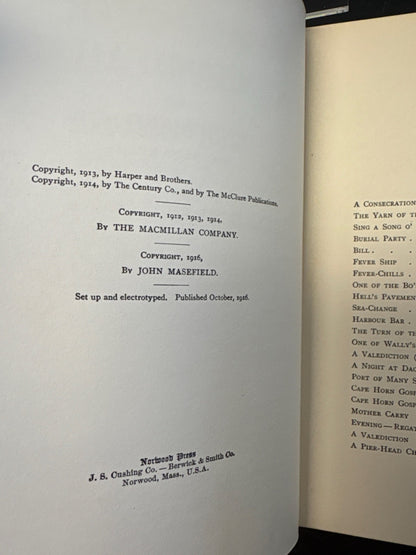 Copyright, 1913, by Harper and Brothers.
Copyright, 1914, by The Century Co., and by The McClure Publications.
Copyright, 1912, 1913, 1914,
By THE MACMILLAN COMPANY.
Copyright, 1916,
By JOHN MASEFIELD.
Set up and electrotyped. Published October, 1916.
Norwood Press
J. S. Cushing Co. — Berwick & Smith Co.
Norwood, Mass., U.S.A.
A Consecration
The Yarn of
Sing a Song o'
Burial Party .
Bill . . .
Fever Ship .
Fever-Chills .
One of the Bo'
Hell's Pavement
Sea-Change .
Harbour Bar .
The Turn of
One of Wally's
A Valediction (
A Night at
Port of Many
Cape Horn
Cape Horn
Mother Carey
Evening—
A Valediction
A Pier-Head